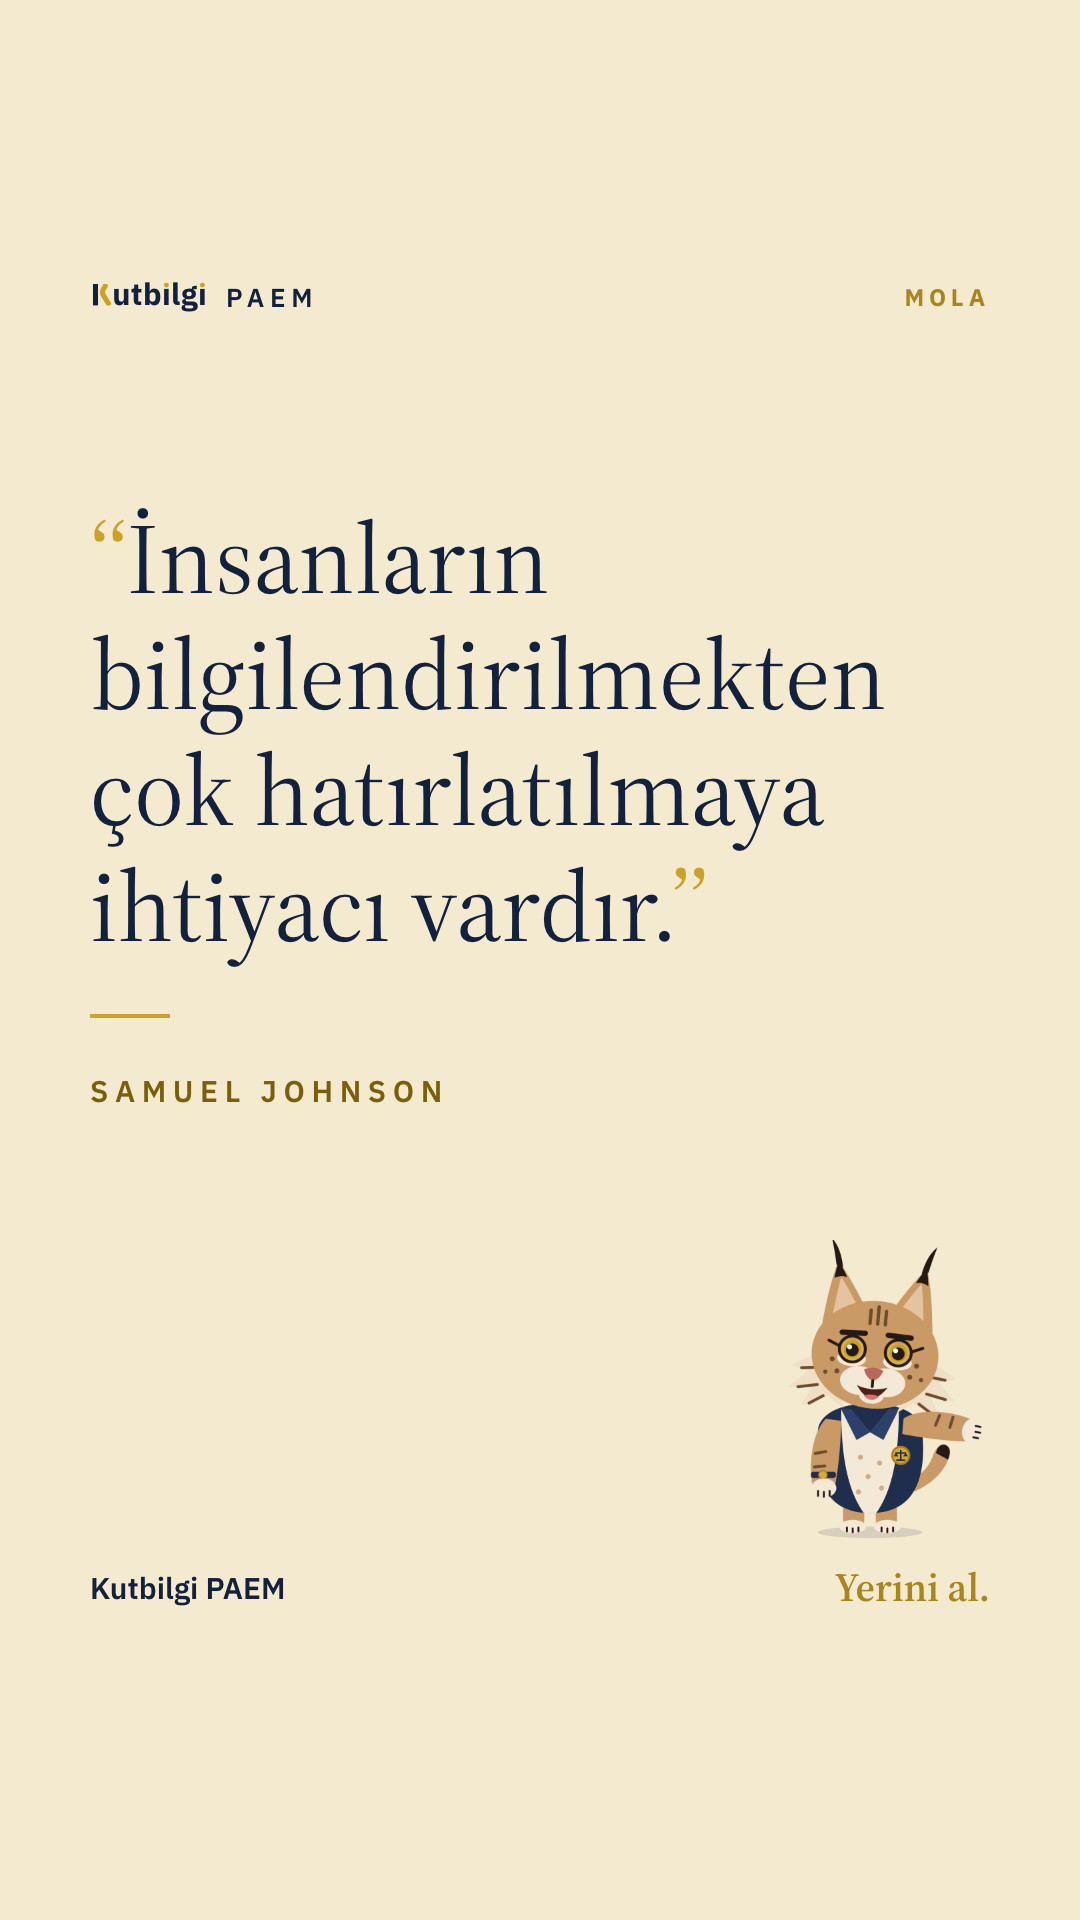 Kutbilgi PAEM
MOLA
“İnsanların
bilgilendirilmekten
çok hatırlatılmaya
ihtiyacı vardır.”
SAMUEL JOHNSON
Kutbilgi PAEM
Yerini al.